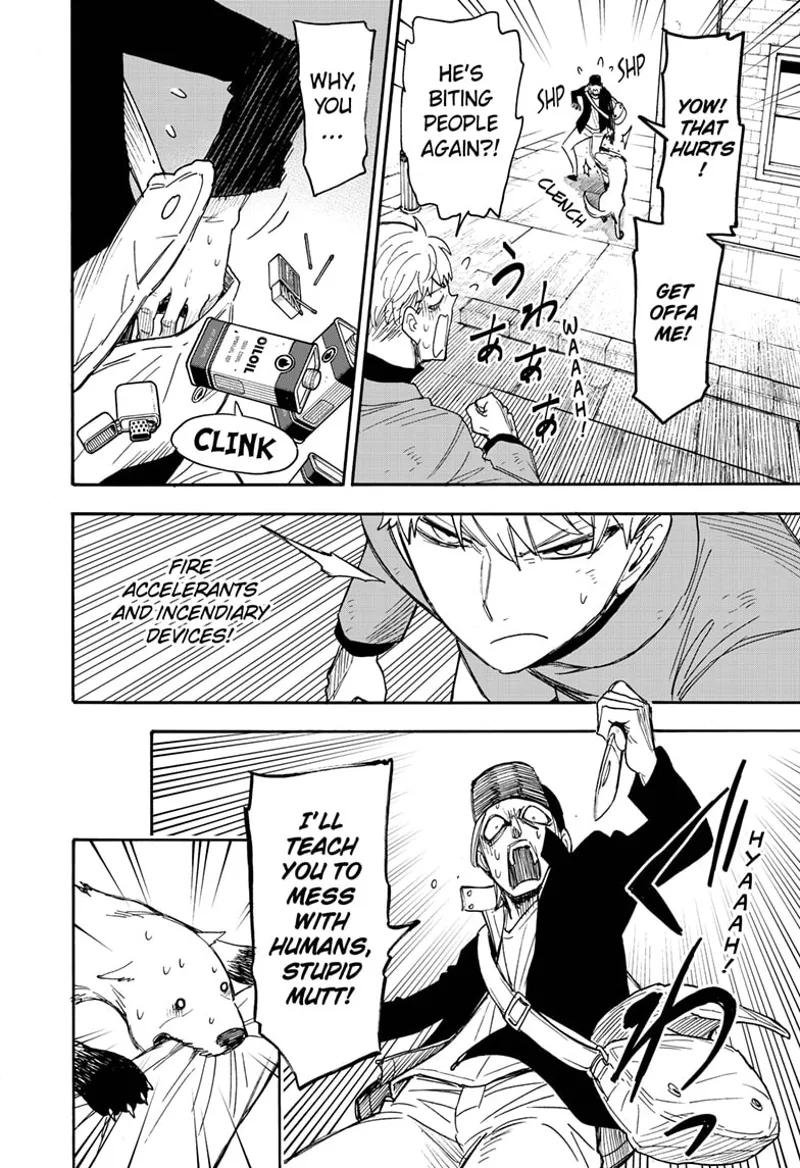 YOW!
THAT
HURTS
!
SHP
SHP
CLENCH
GET
OFFA
ME!
HE'S
BITING
PEOPLE
AGAIN?!
うわあああ
WAAAH!
WHY,
YOU
...
OILOIL
CLINK
FIRE
ACCELERANTS
AND INCENDIARY
DEVICES!
HYAAAH!
I'LL
TEACH
YOU TO
MESS
WITH
HUMANS,
STUPID
MUTT!